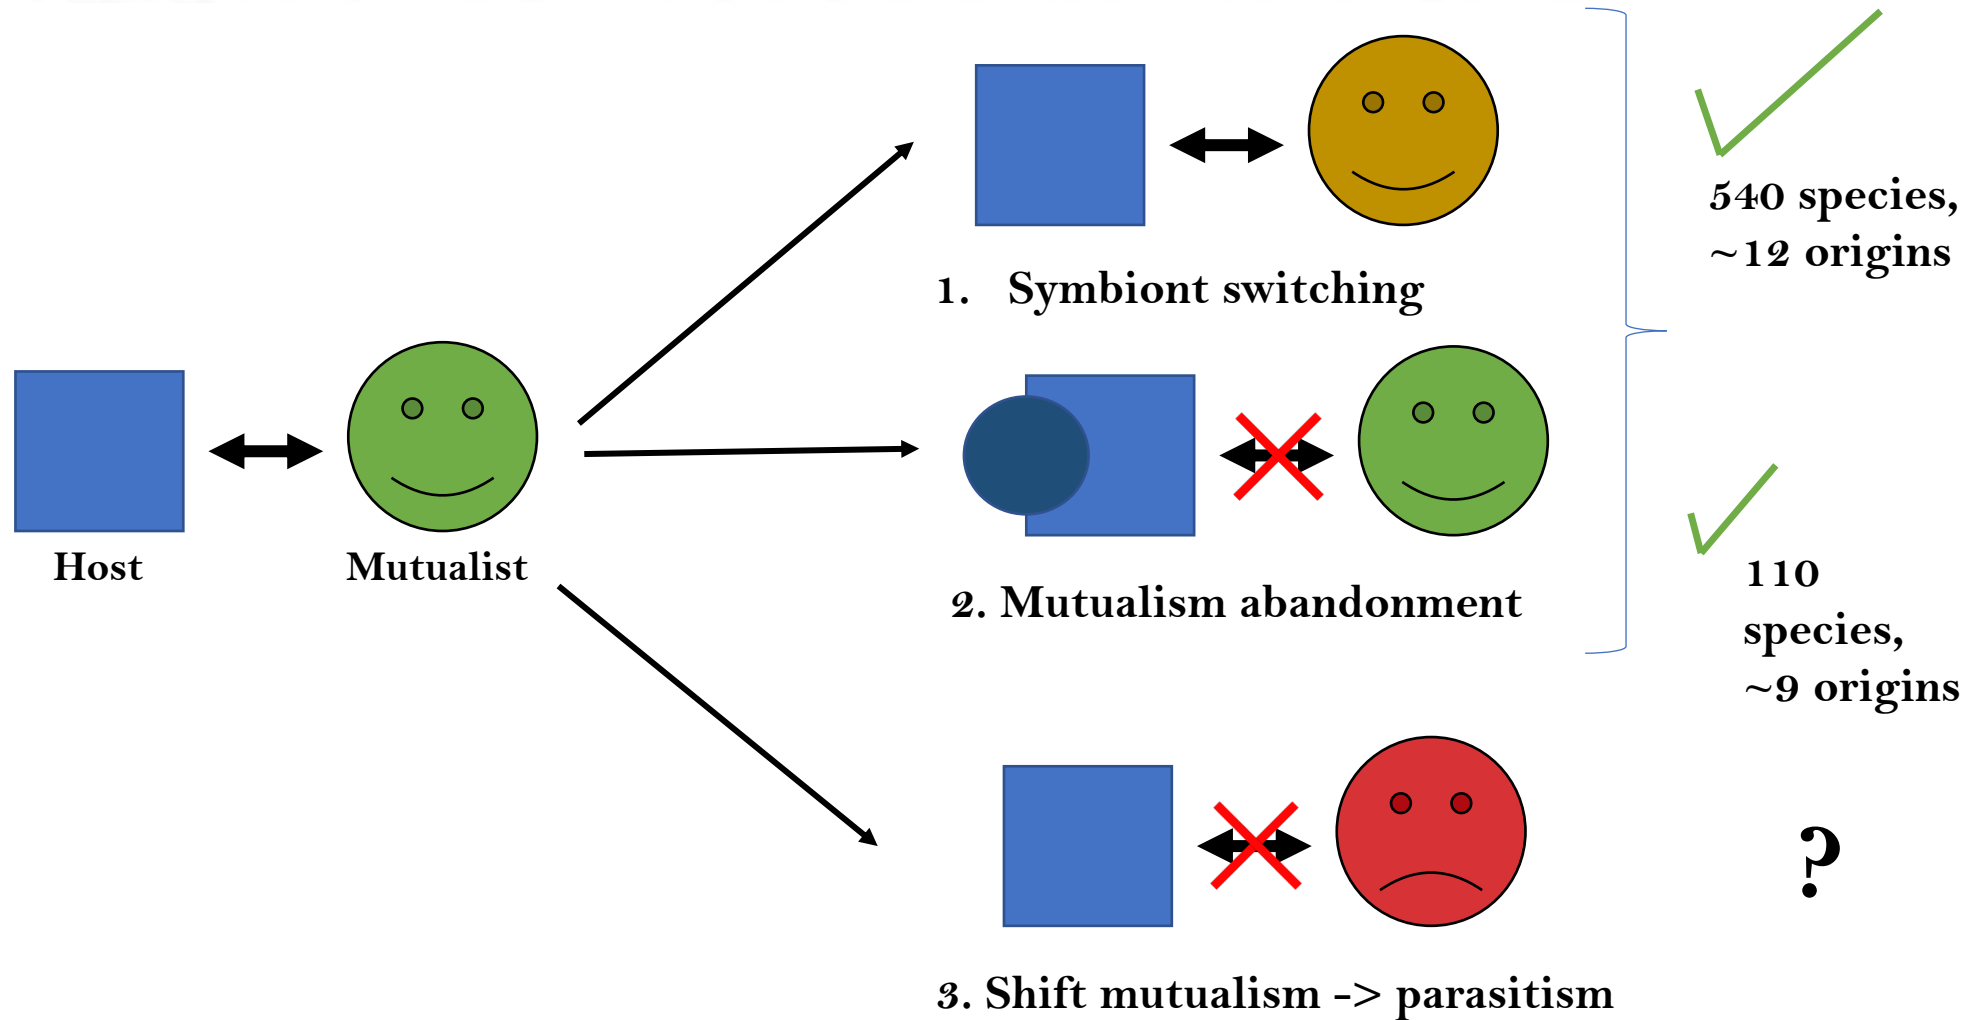 540 species,
~12 origins
1. Symbiont switching
Host
Mutualist
110
species,
~9 origins
2. Mutualism abandonment
?
3. Shift mutualism -> parasitism